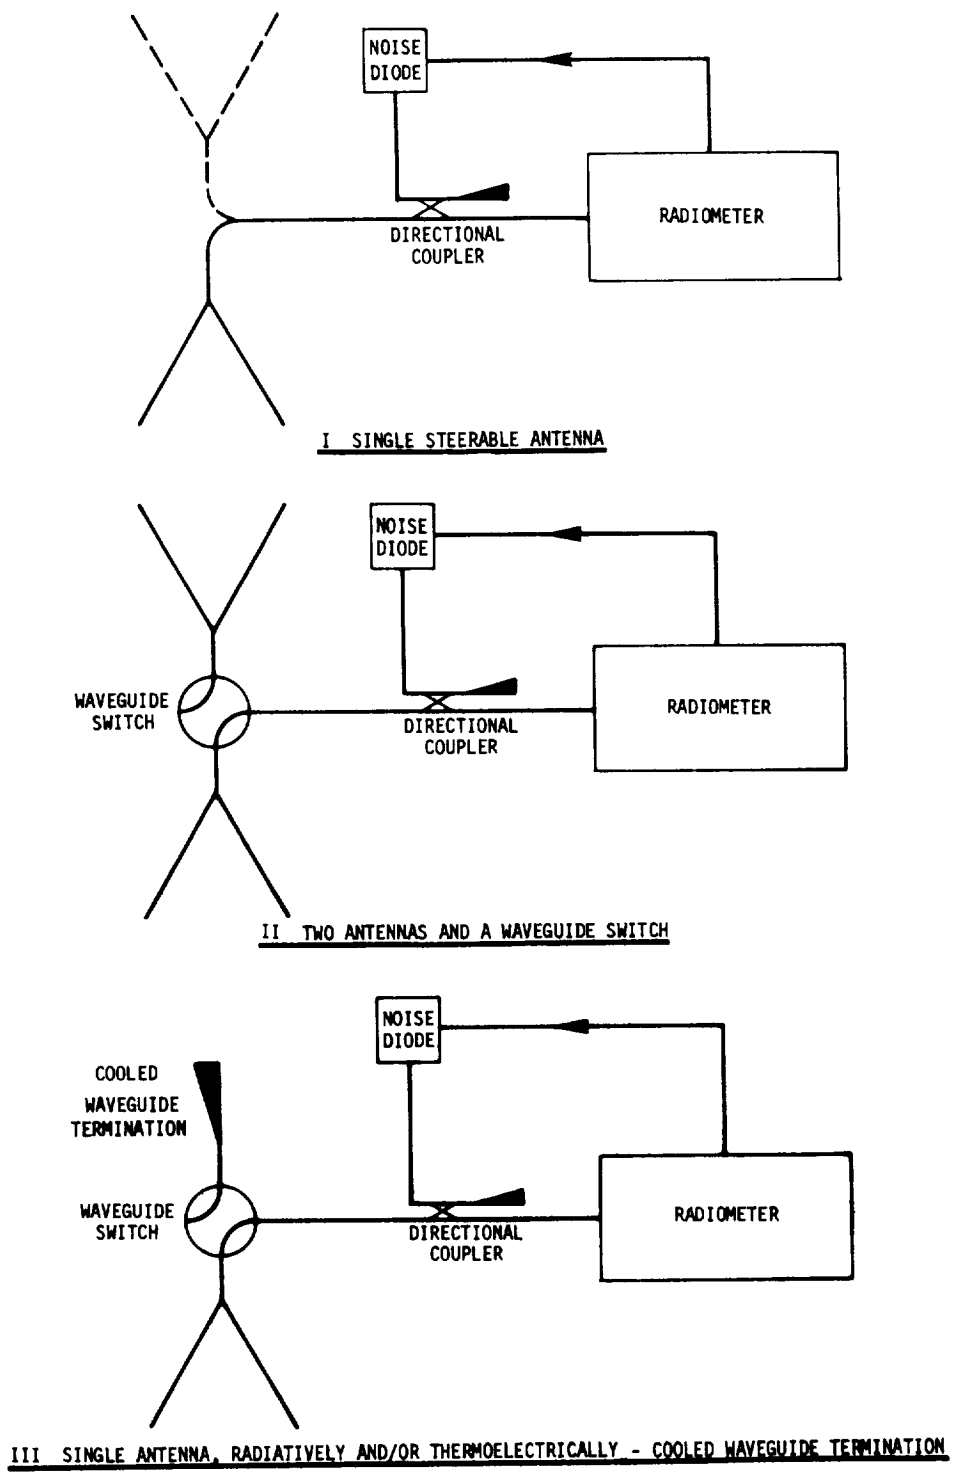 NOISE
DIODE
RADIOMETER
DIRECTIONAL
COUPLER
I SINGLE STEERABLE ANTENNA
NOISE
DIODE
WAVEGUIDE
SWITCH
RADIOMETER
DIRECTIONAL
COUPLER
II TWO ANTENNAS AND A WAVEGUIDE SWITCH
NOISE
DIODE
COOLED
WAVEGUIDE
TERMINATION
WAVEGUIDE
SWITCH
RADIOMETER
DIRECTIONAL
COUPLER
III SINGLE ANTENNA, RADIATIVELY AND/OR THERMOELECTRICALLY - COOLED WAVEGUIDE TERMINATION